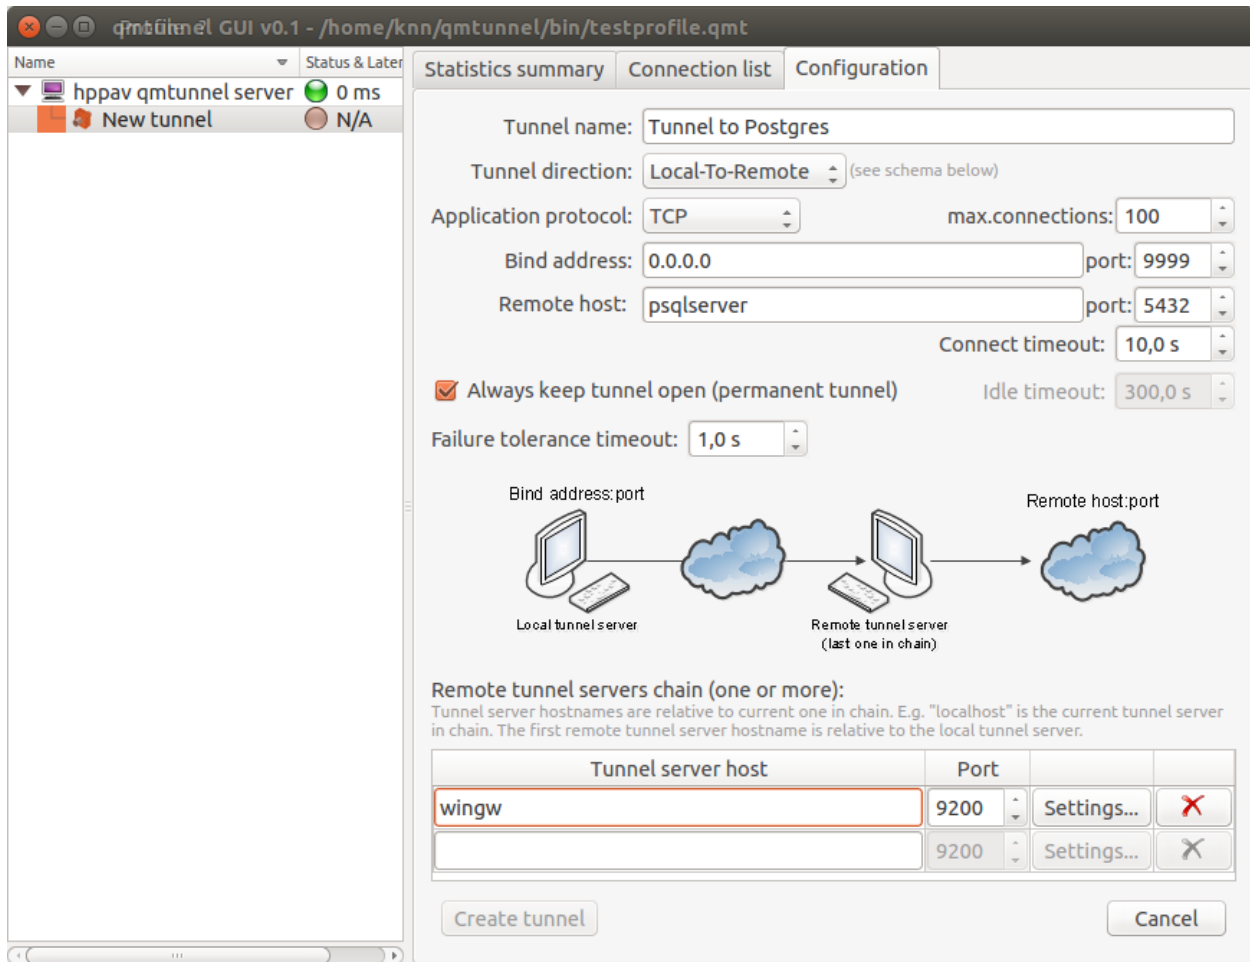 qmtunnel GUI v0.1 - /home/knn/qmtunnel/bin/testprofile.qmt
Name Status & Later
hppav qmtunnel server 0 ms
New tunnel N/A
Statistics summary Connection list Configuration
Tunnel name: Tunnel to Postgres
Tunnel direction: Local-To-Remote (see schema below)
Application protocol: TCP max.connections: 100
Bind address: 0.0.0.0 port: 9999
Remote host: psqlserver port: 5432
Connect timeout: 10,0 s
Always keep tunnel open (permanent tunnel) Idle timeout: 300,0 s
Failure tolerance timeout: 1,0 s
Bind address:port
Remote host:port
Local tunnel server
Remote tunnel server
(last one in chain)
Remote tunnel servers chain (one or more):
Tunnel server hostnames are relative to current one in chain. E.g. "localhost" is the current tunnel server
in chain. The first remote tunnel server hostname is relative to the local tunnel server.
Tunnel server host Port
wingw 9200 Settings...
9200 Settings...
Create tunnel Cancel